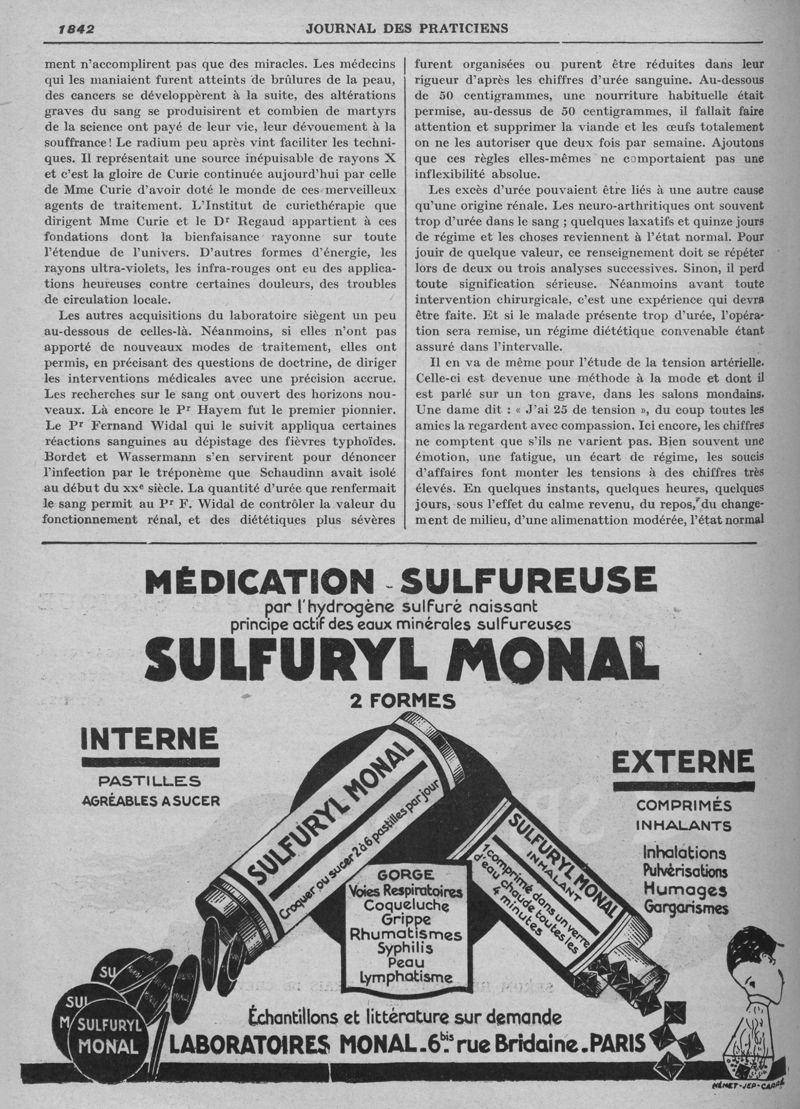 1842
JOURNAL DES PRATICIENS
ment n'accomplirent pas que des miracles. Les médecins
qui les maniaient furent atteints de brûlures de la peau,
des cancers se développèrent à la suite, des altérations
graves du sang se produisirent et combien de martyrs
de la science ont payé de leur vie, leur dévouement à la
souffrance! Le radium peu après vint faciliter les techni-
ques. Il représentait une source inépuisable de rayons X
et c'est la gloire de Curie continuée aujourd'hui par celle
de Mme Curie d'avoir doté le monde de ces merveilleux
agents de traitement. L'Institut de curiethérapie que
dirigent Mme Curie et le Dr Regaud appartient à ces
fondations dont la bienfaisance rayonne sur toute
l'étendue de l'univers. D'autres formes d'énergie, les
rayons ultra-violets, les infra-rouges ont eu des applica-
tions heureuses contre certaines douleurs, des troubles
de circulation locale.
Les autres acquisitions du laboratoire siègent un peu
au-dessous de celles-là. Néanmoins, si elles n'ont pas
apporté de nouveaux modes de traitement, elles ont
permis, en précisant des questions de doctrine, de diriger
les interventions médicales avec une précision accrue.
Les recherches sur le sang ont ouvert des horizons nou-
veaux. Là encore le Pr Hayem fut le premier pionnier.
Le Pr Fernand Widal qui le suivit appliqua certaines
réactions sanguines au dépistage des fièvres typhoïdes.
Bordet et Wassermann s'en servirent pour dénoncer
l'infection par le tréponème que Schaudinn avait isolé
au début du XXe siècle. La quantité d'urée que renfermait
le sang permit au Pr F. Widal de contrôler la valeur du
fonctionnement rénal, et des diététiques plus sévères
furent organisées ou purent être réduites dans leur
rigueur d'après les chiffres d'urée sanguine. Au-dessous
de 50 centigrammes, une nourriture habituelle était
permise, au-dessus de 50 centigrammes, il fallait faire
attention et supprimer la viande et les œufs totalement
on ne les autoriser que deux fois par semaine. Ajoutons
que ces règles elles-mêmes ne comportaient pas une
inflexibilité absolue.
Les excès d'urée pouvaient être liés à une autre cause
qu'une origine rénale. Les neuro-arthritiques ont souvent
trop d'urée dans le sang ; quelques laxatifs et quinze jours
de régime et les choses reviennent à l'état normal. Pour
jouir de quelque valeur, ce renseignement doit se répéter
lors de deux ou trois analyses successives. Sinon, il perd
toute signification sérieuse. Néanmoins avant toute
intervention chirurgicale, c'est une expérience qui devra
être faite. Et si le malade présente trop d'urée, l'opéra-
tion sera remise, un régime diététique convenable étant
assuré dans l'intervalle.
Il en va de même pour l'étude de la tension artérielle.
Celle-ci est devenue une méthode à la mode et dont il
est parlé sur un ton grave, dans les salons mondains.
Une dame dit : « J'ai 25 de tension », du coup toutes les
amies la regardent avec compassion. Ici encore, les chiffres
ne comptent que s'ils ne varient pas. Bien souvent une
émotion, une fatigue, un écart de régime, les soucis
d'affaires font monter les tensions à des chiffres très
élevés. En quelques instants, quelques heures, quelques
jours, sous l'effet du calme revenu, du repos, du change-
ment de milieu, d'une alimenattion modérée, l'état normal
MÉDICATION - SULFUREUSE
par l'hydrogène sulfuré naissant
principe actif des eaux minérales sulfureuses
SULFURYL MONAL
2 FORMES
INTERNE
PASTILLES
AGRÉABLES A SUCER
EXTERNE
COMPRIMÉS
INHALANTS
Inhalations
Pulvérisations
Humages
Gargarismes
SULFURYL MONAL
Croquer ou sucer 2 à 6 pastilles par jour
SULFURYL MONAL
INHALANT
1 comprimé dans un verre
d'eau chaude toutes les
4 minutes
GORGE
Voies Respiratoires
Coqueluche
Grippe
Rhumatismes
Syphilis
Peau
Lymphatisme
SU
SUL
M
SULFURYL
MONAL
Échantillons et littérature sur demande
LABORATOIRES MONAL.6bis rue Bridaine.PARIS
NÉMET-JEP-CARRÉ